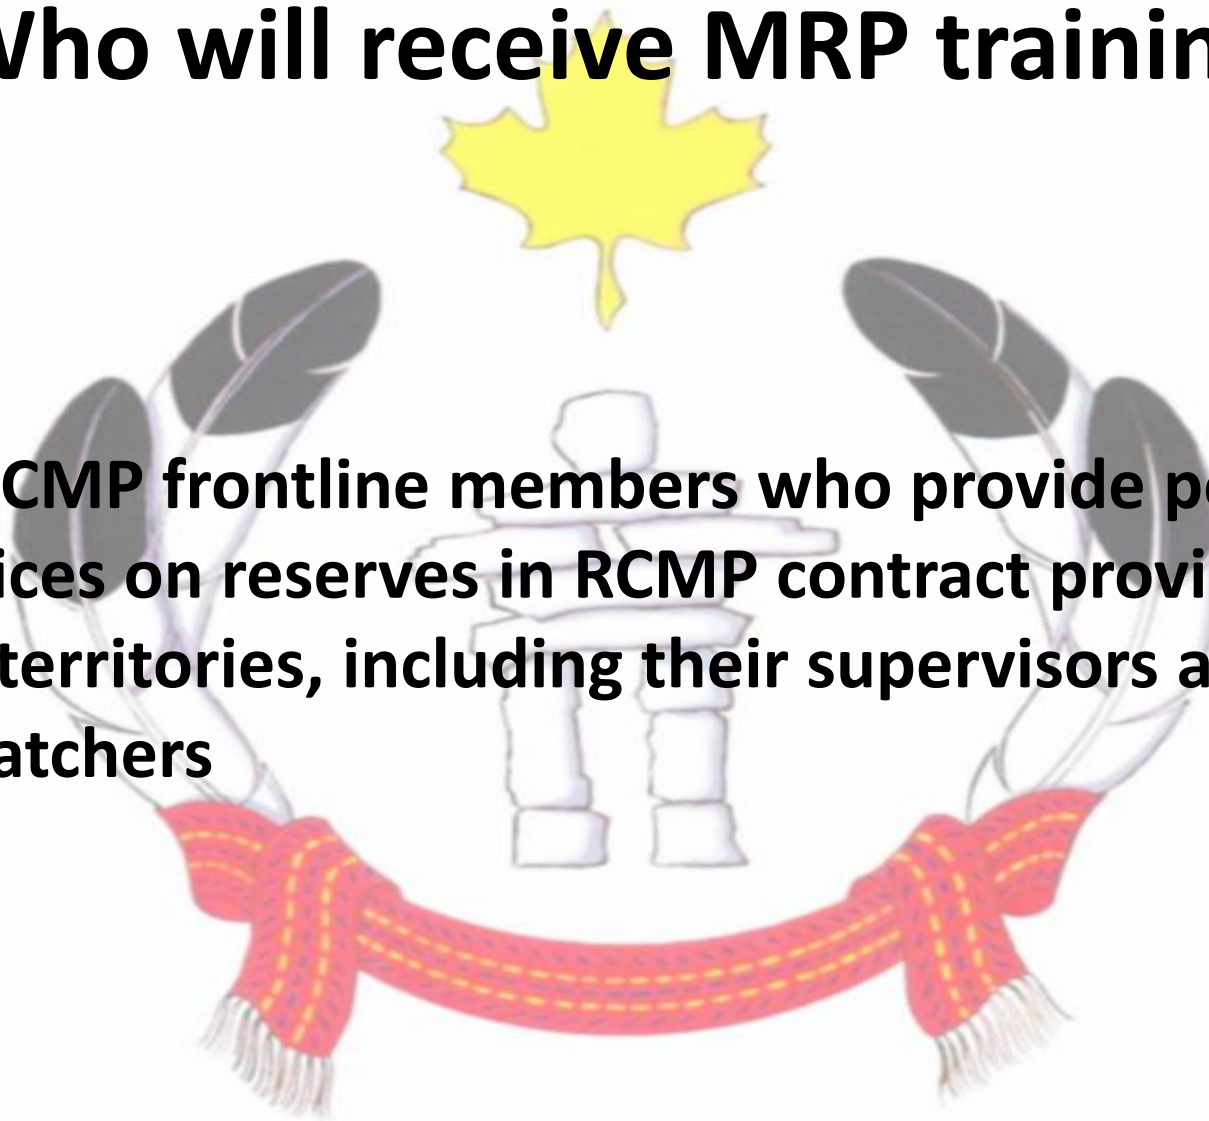 Who will receive MRP trainin
CMP frontline members who provide p
ices on reserves in RCMP contract provi
territories, including their supervisors a
atchers